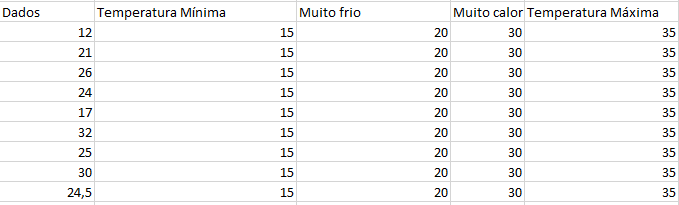 Dados Temperatura Mínima Muito frio Muito calor Temperatura Máxima
12 15 20 30 35
21 15 20 30 35
26 15 20 30 35
24 15 20 30 35
17 15 20 30 35
32 15 20 30 35
25 15 20 30 35
30 15 20 30 35
24,5 15 20 30 35